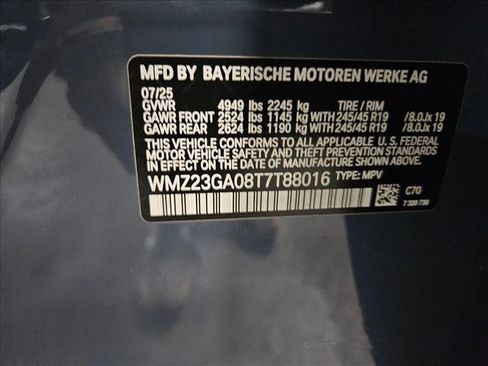 MFD BY BAYERISCHE MOTOREN WERKE AG
07/25
GVWR 4949 lbs 2245 kg TIRE / RIM
GAWR FRONT 2524 lbs 1145 kg WITH 245/45 R19 /8.0Jx 19
GAWR REAR 2624 lbs 1190 kg WITH 245/45 R19 /8.0Jx 19
THIS VEHICLE CONFORMS TO ALL APPLICABLE U. S. FEDERAL
MOTOR VEHICLE SAFETY AND THEFT PREVENTION STANDARDS
IN EFFECT ON THE DATE OF MANUFACTURE SHOWN ABOVE.
WMZ23GA08T7T88016 TYPE: MPV
C70
7 320 730